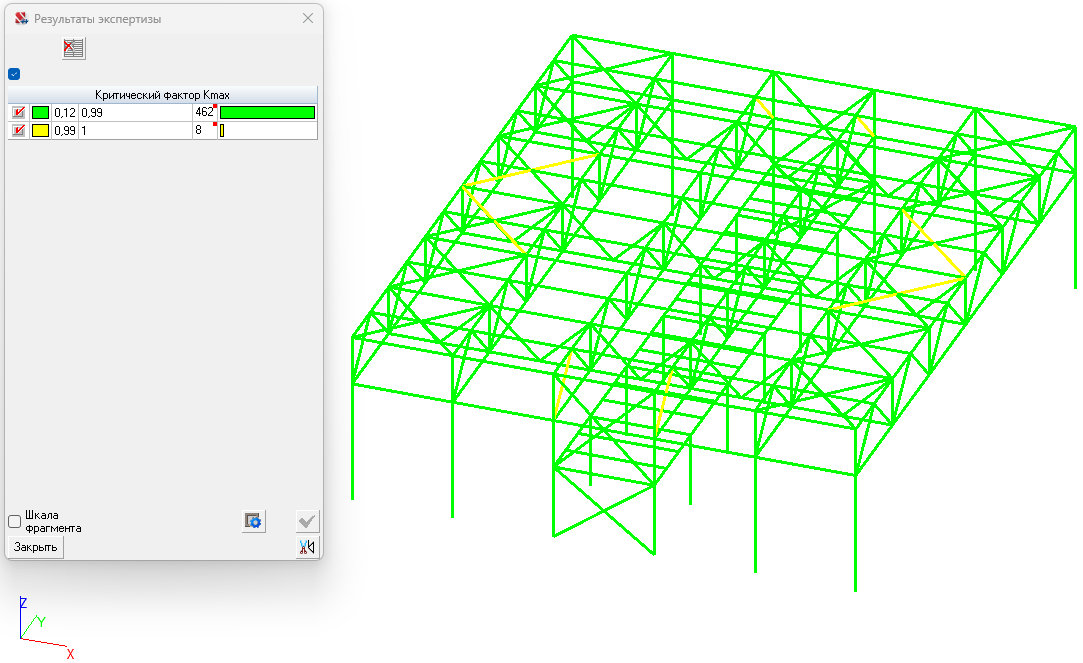 Результаты экспертизы
Критический фактор Kmax
0,12 0,99 462
0,99 1 8
Шкала
фрагмента
Закрыть
Z
Y
X